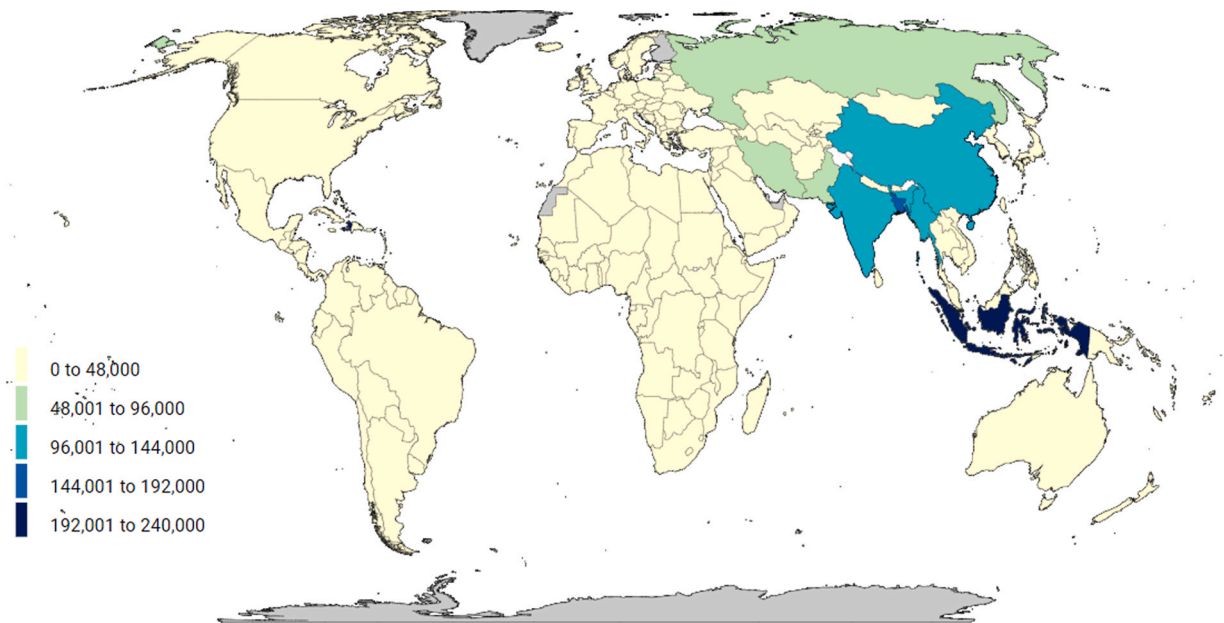 0 to 48,000
48,001 to 96,000
96,001 to 144,000
144,001 to 192,000
192,001 to 240,000